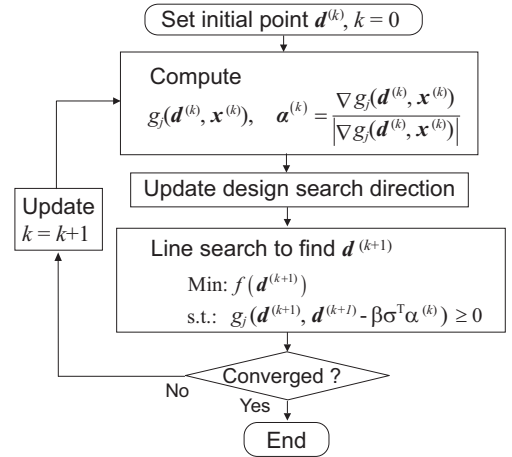 Set initial point d⁽ᵏ⁾, k = 0
Compute
gⱼ(d⁽ᵏ⁾, x⁽ᵏ⁾), α⁽ᵏ⁾ = ∇gⱼ(d⁽ᵏ⁾, x⁽ᵏ⁾) / |∇gⱼ(d⁽ᵏ⁾, x⁽ᵏ⁾)|
Update design search direction
Update
k = k+1
Line search to find d⁽ᵏ⁺¹⁾
Min: f(d⁽ᵏ⁺¹⁾)
s.t.: gⱼ(d⁽ᵏ⁺¹⁾, d⁽ᵏ⁺¹⁾ - βσᵀα⁽ᵏ⁾) ≥ 0
Converged ?
No
Yes
End